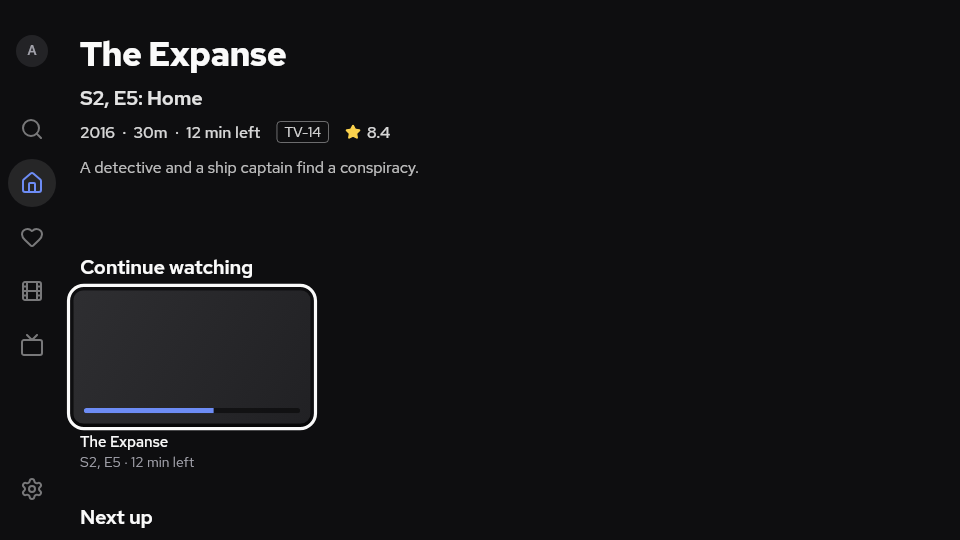 A
The Expanse
S2, E5: Home
2016 · 30m · 12 min left TV-14 8.4
A detective and a ship captain find a conspiracy.
Continue watching
The Expanse
S2, E5 · 12 min left
Next up